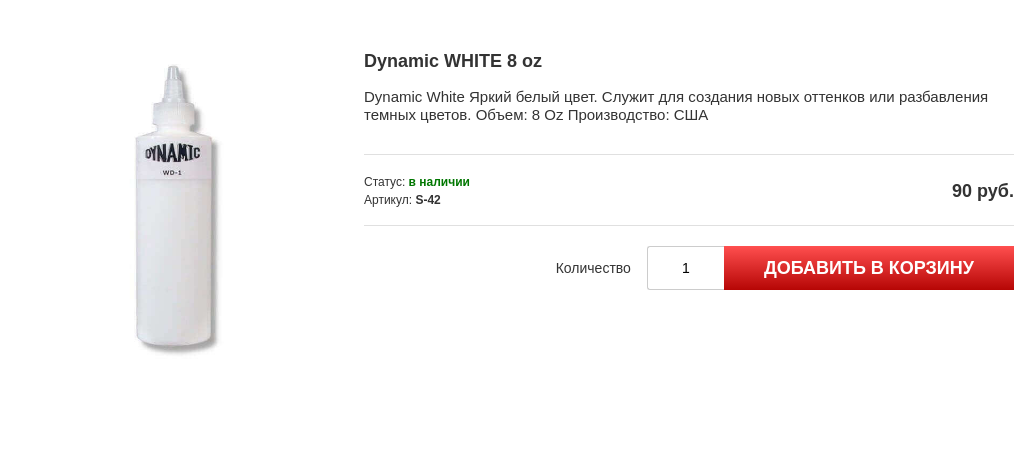 DYNAMIC
WD-1
Dynamic WHITE 8 oz
Dynamic White Яркий белый цвет. Служит для создания новых оттенков или разбавления
темных цветов. Объем: 8 Oz Производство: США
Статус: в наличии
Артикул: S-42
90 руб.
Количество 1 ДОБАВИТЬ В КОРЗИНУ